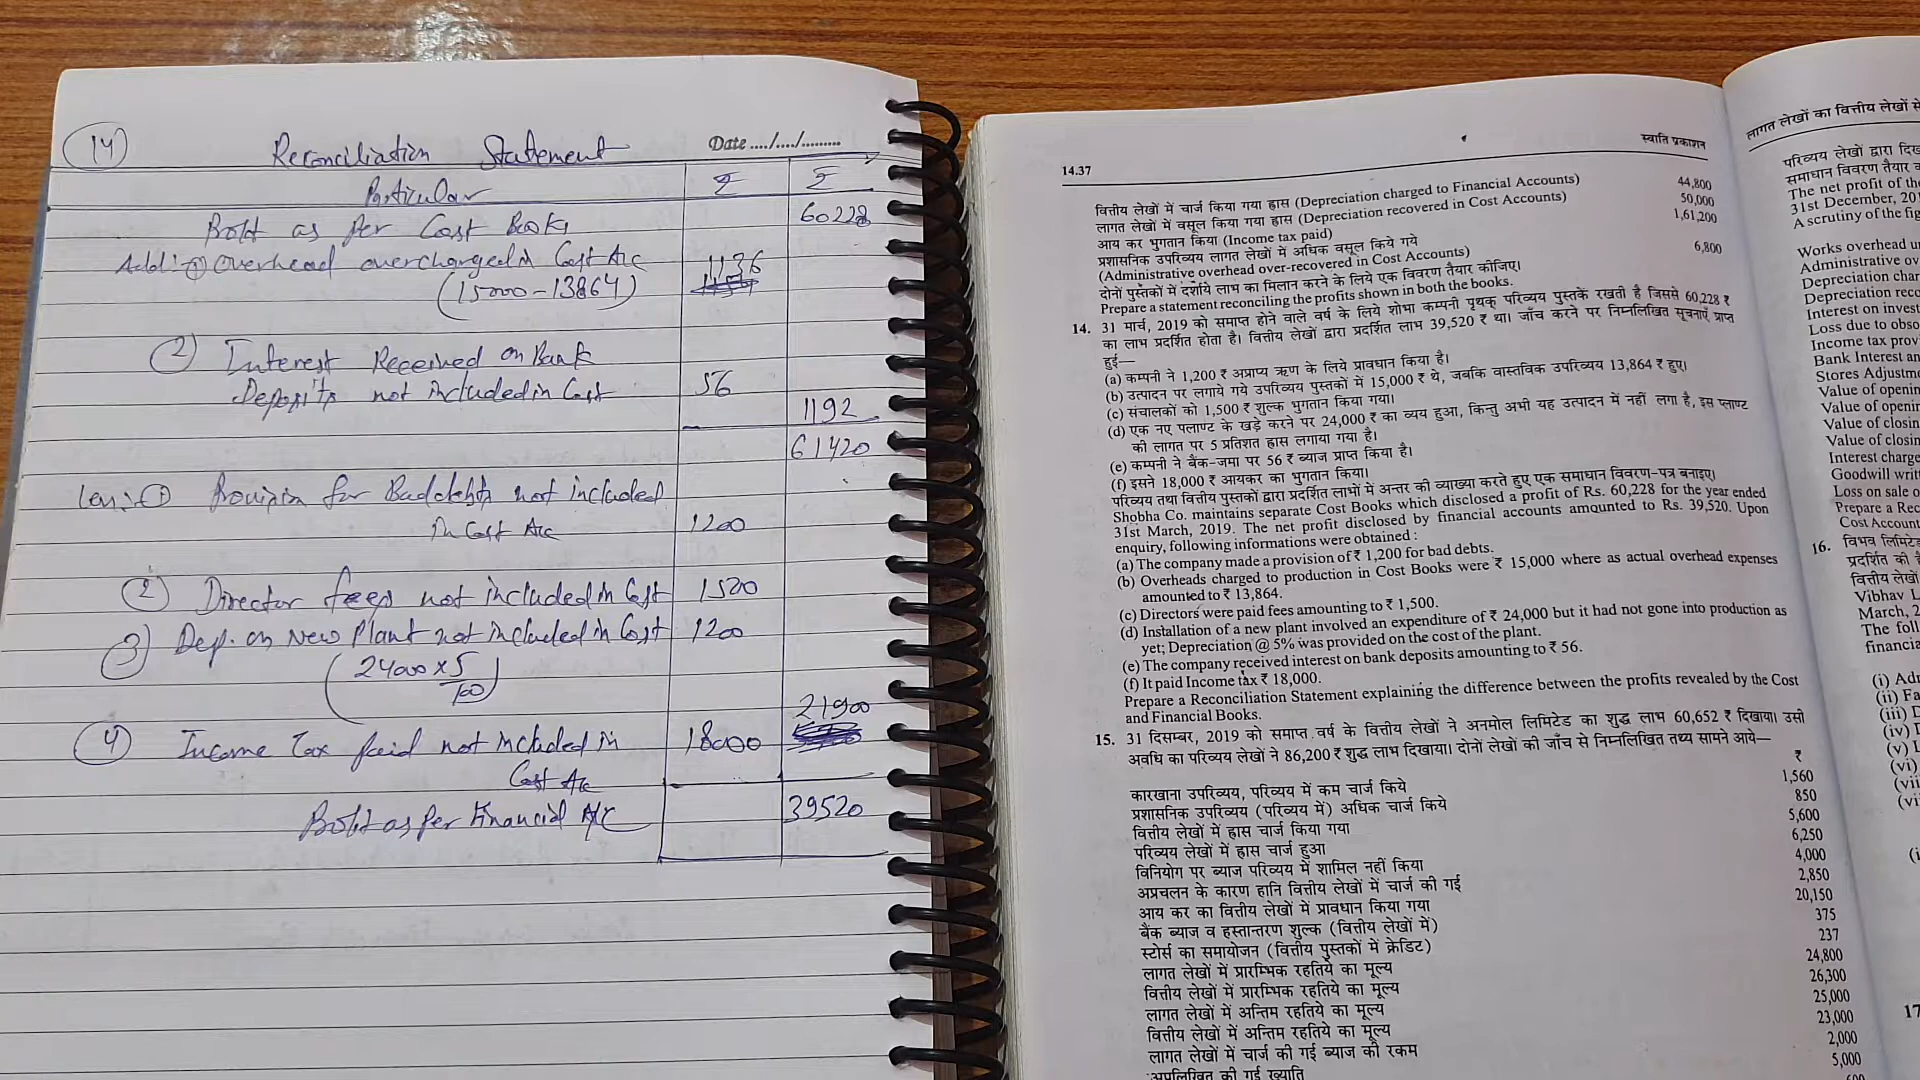 14
Reconciliation Statement
Date ..../..../.........
Particular ₹ ₹
Profit as per Cost Books 60228
Add:- ① Overhead overcharged in Cost A/c 1136
(15000-13864)
② Interest Received on Bank
Deposits not included in Cost 56
1192
61420
Less:- ① Provision for Bad debts not included
in Cost A/c 1200
② Director fees not included in Cost 1500
③ Dep. on New Plant not included in Cost 1200
(24000 × 5/100)
④ Income Tax paid not included in 18000 21900
Cost A/c
Profit as per Financial A/C 39520
14.37
स्वाति प्रकाशन
वित्तीय लेखों में चार्ज किया गया ह्रास (Depreciation charged to Financial Accounts) 44,800
लागत लेखों में वसूल किया गया ह्रास (Depreciation recovered in Cost Accounts) 50,000
आय कर भुगतान किया (Income tax paid) 1,61,200
प्रशासनिक उपरिव्यय लागत लेखों में अधिक वसूल किये गये
(Administrative overhead over-recovered in Cost Accounts) 6,800
दोनों पुस्तकों में दर्शाये लाभ का मिलान करने के लिये एक विवरण तैयार कीजिए।
Prepare a statement reconciling the profits shown in both the books.
14. 31 मार्च, 2019 को समाप्त होने वाले वर्ष के लिये शोभा कम्पनी पृथक् परिव्यय पुस्तकें रखती है जिससे 60,228 ₹
का लाभ प्रदर्शित होता है। वित्तीय लेखों द्वारा प्रदर्शित लाभ 39,520 ₹ था। जाँच करने पर निम्नलिखित सूचनाएँ प्राप्त
हुई—
(a) कम्पनी ने 1,200 ₹ अप्राप्य ऋण के लिये प्रावधान किया है।
(b) उत्पादन पर लगाये गये उपरिव्यय पुस्तकों में 15,000 ₹ थे, जबकि वास्तविक उपरिव्यय 13,864 ₹ हुए।
(c) संचालकों को 1,500 ₹ शुल्क भुगतान किया गया।
(d) एक नए पलाण्ट के खड़े करने पर 24,000 ₹ का व्यय हुआ, किन्तु अभी यह उत्पादन में नहीं लगा है, इस प्लाण्ट
की लागत पर 5 प्रतिशत ह्रास लगाया गया है।
(e) कम्पनी ने बैंक-जमा पर 56 ₹ ब्याज प्राप्त किया है।
(f) इसने 18,000 ₹ आयकर का भुगतान किया।
परिव्यय तथा वित्तीय पुस्तकों द्वारा प्रदर्शित लाभों में अन्तर की व्याख्या करते हुए एक समाधान विवरण-पत्र बनाइए।
Shobha Co. maintains separate Cost Books which disclosed a profit of Rs. 60,228 for the year ended
31st March, 2019. The net profit disclosed by financial accounts amounted to Rs. 39,520. Upon
enquiry, following informations were obtained :
(a) The company made a provision of ₹ 1,200 for bad debts.
(b) Overheads charged to production in Cost Books were ₹ 15,000 where as actual overhead expenses
amounted to ₹ 13,864.
(c) Directors were paid fees amounting to ₹ 1,500.
(d) Installation of a new plant involved an expenditure of ₹ 24,000 but it had not gone into production as
yet; Depreciation @ 5% was provided on the cost of the plant.
(e) The company received interest on bank deposits amounting to ₹ 56.
(f) It paid Income tax ₹ 18,000.
Prepare a Reconciliation Statement explaining the difference between the profits revealed by the Cost
and Financial Books.
15. 31 दिसम्बर, 2019 को समाप्त वर्ष के वित्तीय लेखों ने अनमोल लिमिटेड का शुद्ध लाभ 60,652 ₹ दिखाया। उसी
अवधि का परिव्यय लेखों ने 86,200 ₹ शुद्ध लाभ दिखाया। दोनों लेखों की जाँच से निम्नलिखित तथ्य सामने आये—
₹
कारखाना उपरिव्यय, परिव्यय में कम चार्ज किये 1,560
प्रशासनिक उपरिव्यय (परिव्यय में) अधिक चार्ज किये 850
वित्तीय लेखों में ह्रास चार्ज किया गया 5,600
परिव्यय लेखों में ह्रास चार्ज हुआ 6,250
विनियोग पर ब्याज परिव्यय में शामिल नहीं किया 4,000
अप्रचलन के कारण हानि वित्तीय लेखों में चार्ज की गई 2,850
आय कर का वित्तीय लेखों में प्रावधान किया गया 20,150
बैंक ब्याज व हस्तान्तरण शुल्क (वित्तीय लेखों में) 375
स्टोर्स का समायोजन (वित्तीय पुस्तकों में क्रेडिट) 237
लागत लेखों में प्रारम्भिक रहतिये का मूल्य 24,800
वित्तीय लेखों में प्रारम्भिक रहतिये का मूल्य 26,300
लागत लेखों में अन्तिम रहतिये का मूल्य 25,000
वित्तीय लेखों में अन्तिम रहतिये का मूल्य 23,000
लागत लेखों में चार्ज की गई ब्याज की रकम 2,000
अपलिखित की गई ख्याति 5,000
लागत लेखों का वित्तीय लेखों से
परिव्यय लेखों द्वारा
समाधान विवरण तैयार
The net profit of the
31st December, 201
A scrutiny of the fig
Works overhead u
Administrative ov
Depreciation char
Depreciation reco
Interest on invest
Loss due to obso
Income tax prov
Bank Interest an
Stores Adjustm
Value of openin
Value of openin
Value of closin
Value of closin
Interest charge
Goodwill writ
Loss on sale o
Prepare a Rec
Cost Account
16. विभव लिमिटेड
प्रदर्शित की
वित्तीय लेखों
Vibhav L
March, 2
The foll
financia
(i) Adr
(ii) Fa
(iii) D
(iv) I
(v) I
(vi)
(vii
(vi
(i
17